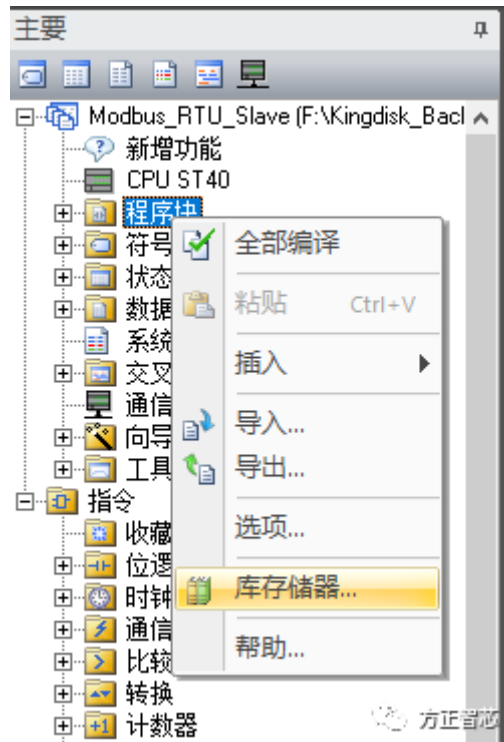 主要
Modbus_RTU_Slave (F:\Kingdisk_Bacl
新增功能
CPU ST40
程序块
符号
状态
数据
系统
交叉
通信
向导
工具
指令
收藏
位逻
时钟
通信
比较
转换
+1 计数器
全部编译
粘贴 Ctrl+V
插入
导入...
导出...
选项...
库存储器...
帮助...
方正智芯